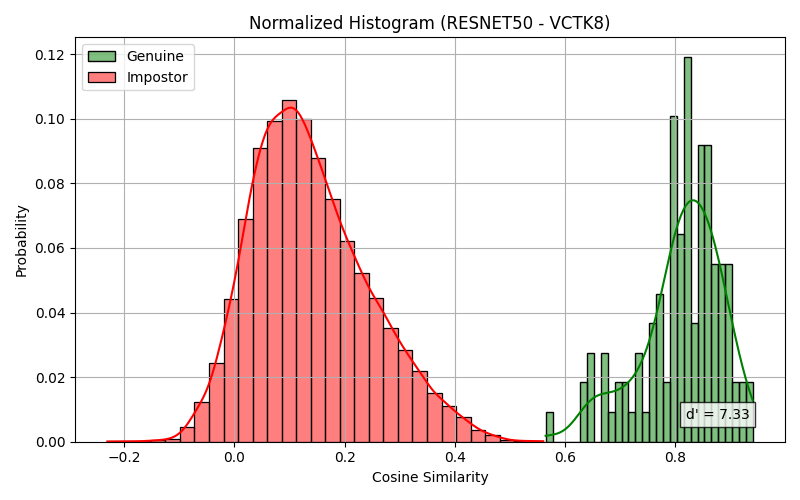 Normalized Histogram (RESNET50 - VCTK8)
Genuine
Impostor
Probability
0.12
0.10
0.08
0.06
0.04
0.02
0.00
d' = 7.33
−0.2 0.0 0.2 0.4 0.6 0.8
Cosine Similarity